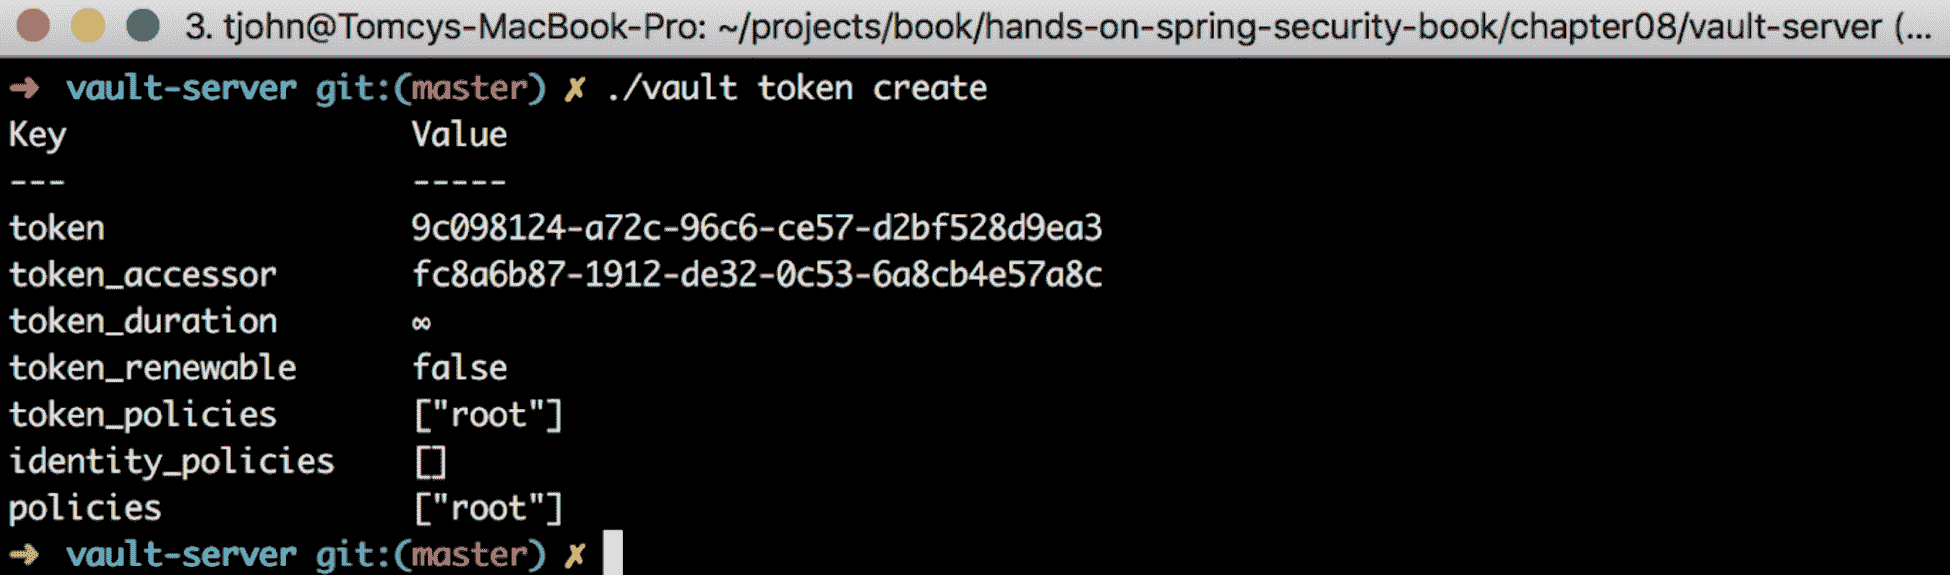 3. tjohn@Tomcys-MacBook-Pro: ~/projects/book/hands-on-spring-security-book/chapter08/vault-server (...
➜ vault-server git:(master) ✗ ./vault token create
Key Value
--- -----
token 9c098124-a72c-96c6-ce57-d2bf528d9ea3
token_accessor fc8a6b87-1912-de32-0c53-6a8cb4e57a8c
token_duration ∞
token_renewable false
token_policies ["root"]
identity_policies []
policies ["root"]
➜ vault-server git:(master) ✗